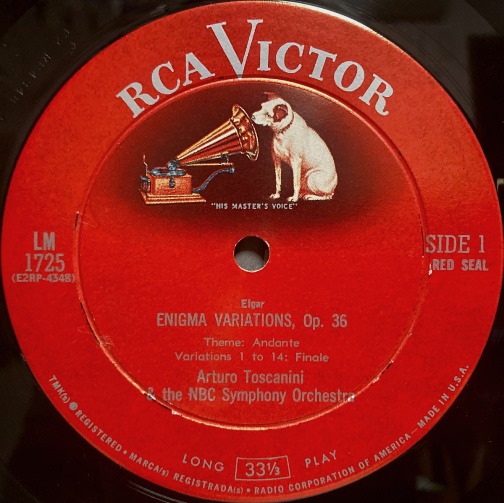 RCA VICTOR
"HIS MASTER'S VOICE"
LM
1725
(E2RP-4348)
SIDE 1
RED SEAL
Elgar
ENIGMA VARIATIONS, Op. 36
Theme: Andante
Variations 1 to 14: Finale
Arturo Toscanini
& the NBC Symphony Orchestra
LONG 33⅓ PLAY
TMK(s) ® REGISTERED • MARCA(s) REGISTRADA(s) • RADIO CORPORATION OF AMERICA—MADE IN U.S.A.